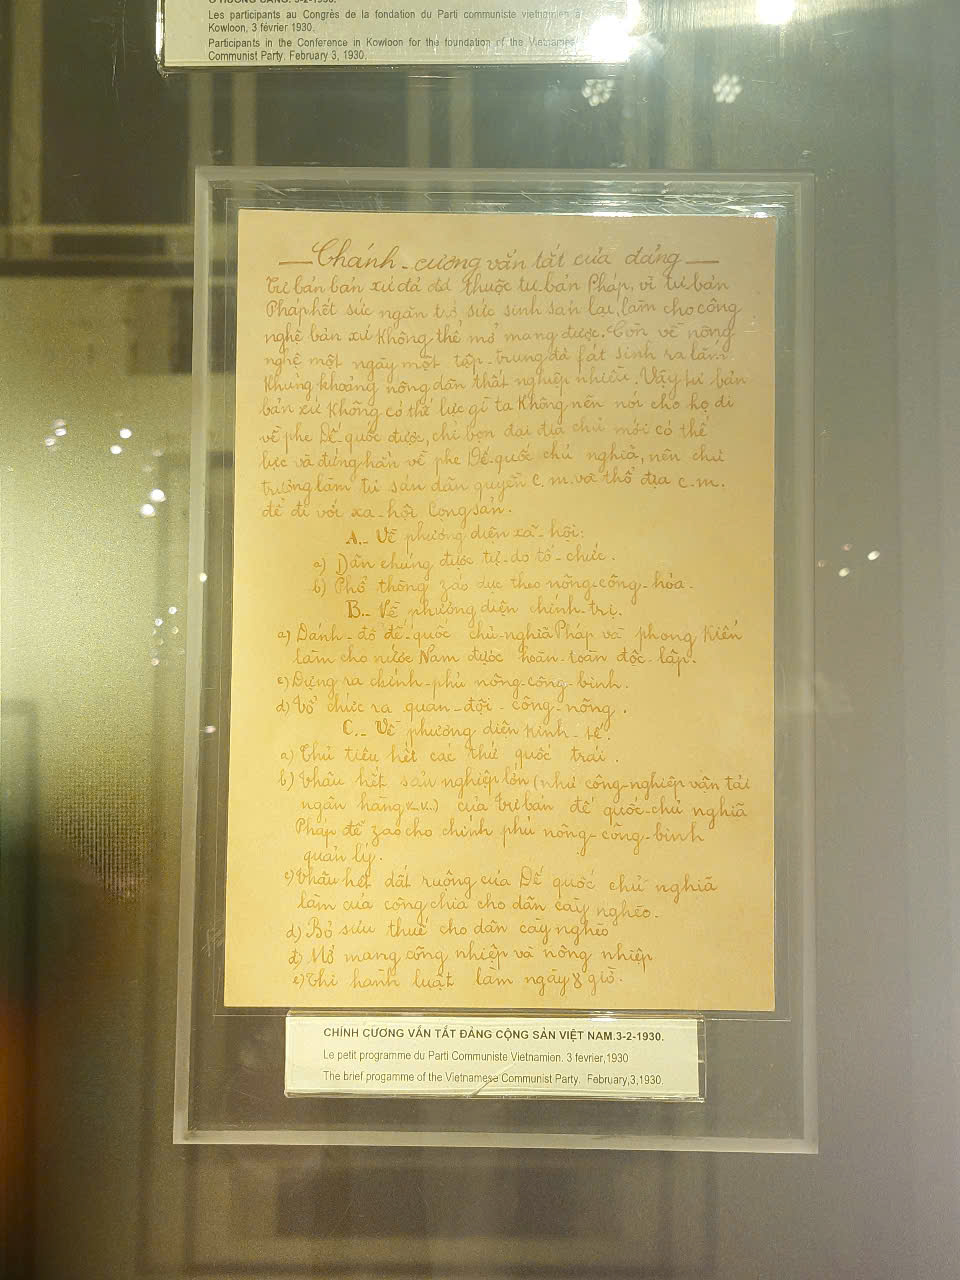 Ở HƯƠNG CẢNG. 3-2-1930.
Les participants au Congrès de la fondation du Parti communiste vietnamien à
Kowloon, 3 février 1930.
Participants in the Conference in Kowloon for the foundation of the Vietnamese
Communist Party. February 3, 1930.
— Chánh - cương vắn tắt của đảng —
Tư bản bản xứ đã đã thuộc tư bản Pháp, vì tư bản
Pháp hết sức ngăn trở sức sinh sản lại, làm cho công
nghệ bản xứ không thể mở mang được. Còn về nông
nghệ một ngày một tập - trung đã fát sinh ra lắm
khủng khoảng nông dân thất nghiệp nhiều. Vậy tư bản
bản xứ không có thế lực gì ta không nên nói cho họ đi
về phe Đế - quốc được, chỉ bọn đại địa chủ mới có thế
lực và đứng hẳn về phe Đế - quốc chủ nghĩa, nên chủ
trương làm tư sản dân quyền c. m. và thổ địa c. m.
để đi với xa - hội Cọng sản.
A._ Về phương diện xã - hội:
a) Dân chúng được tự - do tổ - chức.
b) Phổ thông záo dục theo nông - công - hóa.
B._ Về phương diện chính - trị.
a) Đánh - đổ đế - quốc chủ - nghĩa Pháp và phong kiến
làm cho nước Nam được hoàn - toàn độc - lập.
c) Dựng ra chính - phủ nông - công - binh.
d) Tổ chức ra quân - đội - công - nông.
C._ Về phương diện kinh - tế.
a) Thủ tiêu hết các thứ quốc trái.
b) Thâu hết sản nghiệp lớn (như công - nghiệp vận tải
ngân hàng v.v.) của tư bản đế quốc - chủ nghĩa
Pháp để zao cho chính phủ nông - công - binh
quản lý.
c) Thâu hết đất ruộng của Đế quốc chủ nghĩa
làm của công chia cho dân cày nghèo.
d) Bỏ sưu thuế cho dân cày nghèo
đ) Mở mang công nhiệp và nông nhiệp
e) Thi hành luật làm ngày 8 giờ.
CHÍNH CƯƠNG VẮN TẮT ĐẢNG CỘNG SẢN VIỆT NAM.3-2-1930.
Le petit programme du Parti Communiste Vietnamion. 3 fevrier,1930
The brief progamme of the Vietnamese Communist Party. February,3,1930.